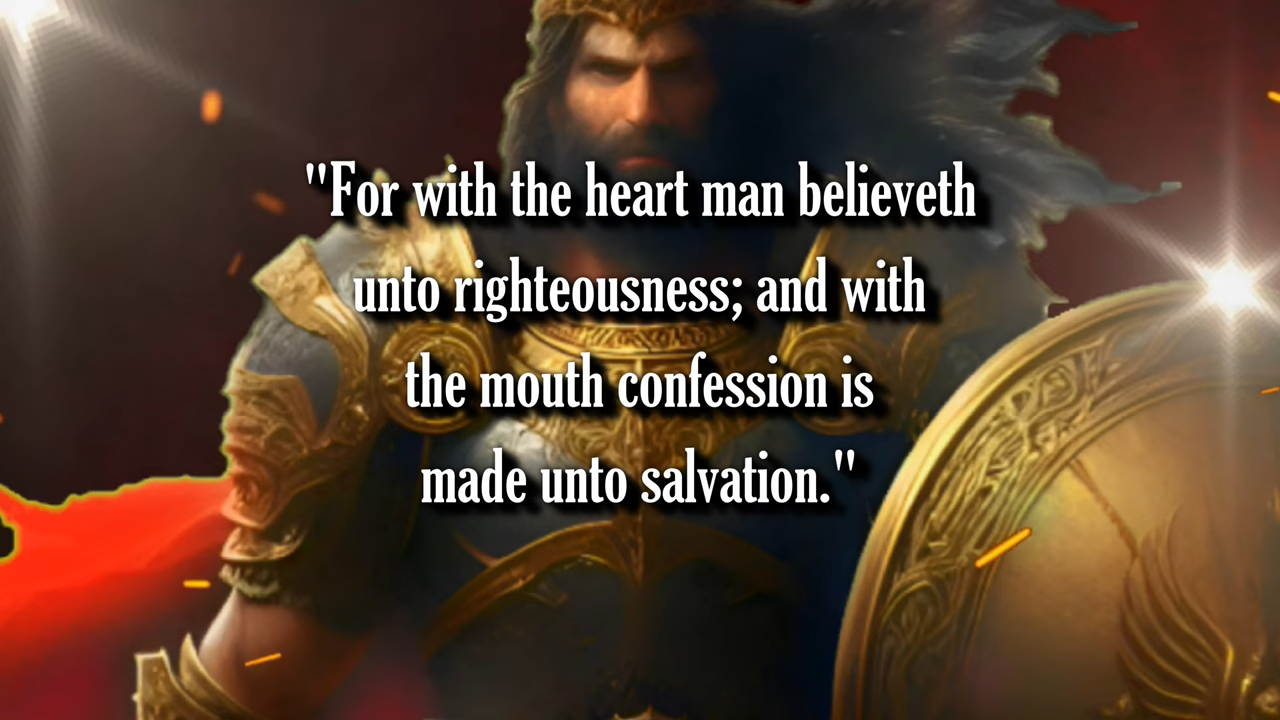 "For with the heart man believeth
unto righteousness; and with
the mouth confession is
made unto salvation."